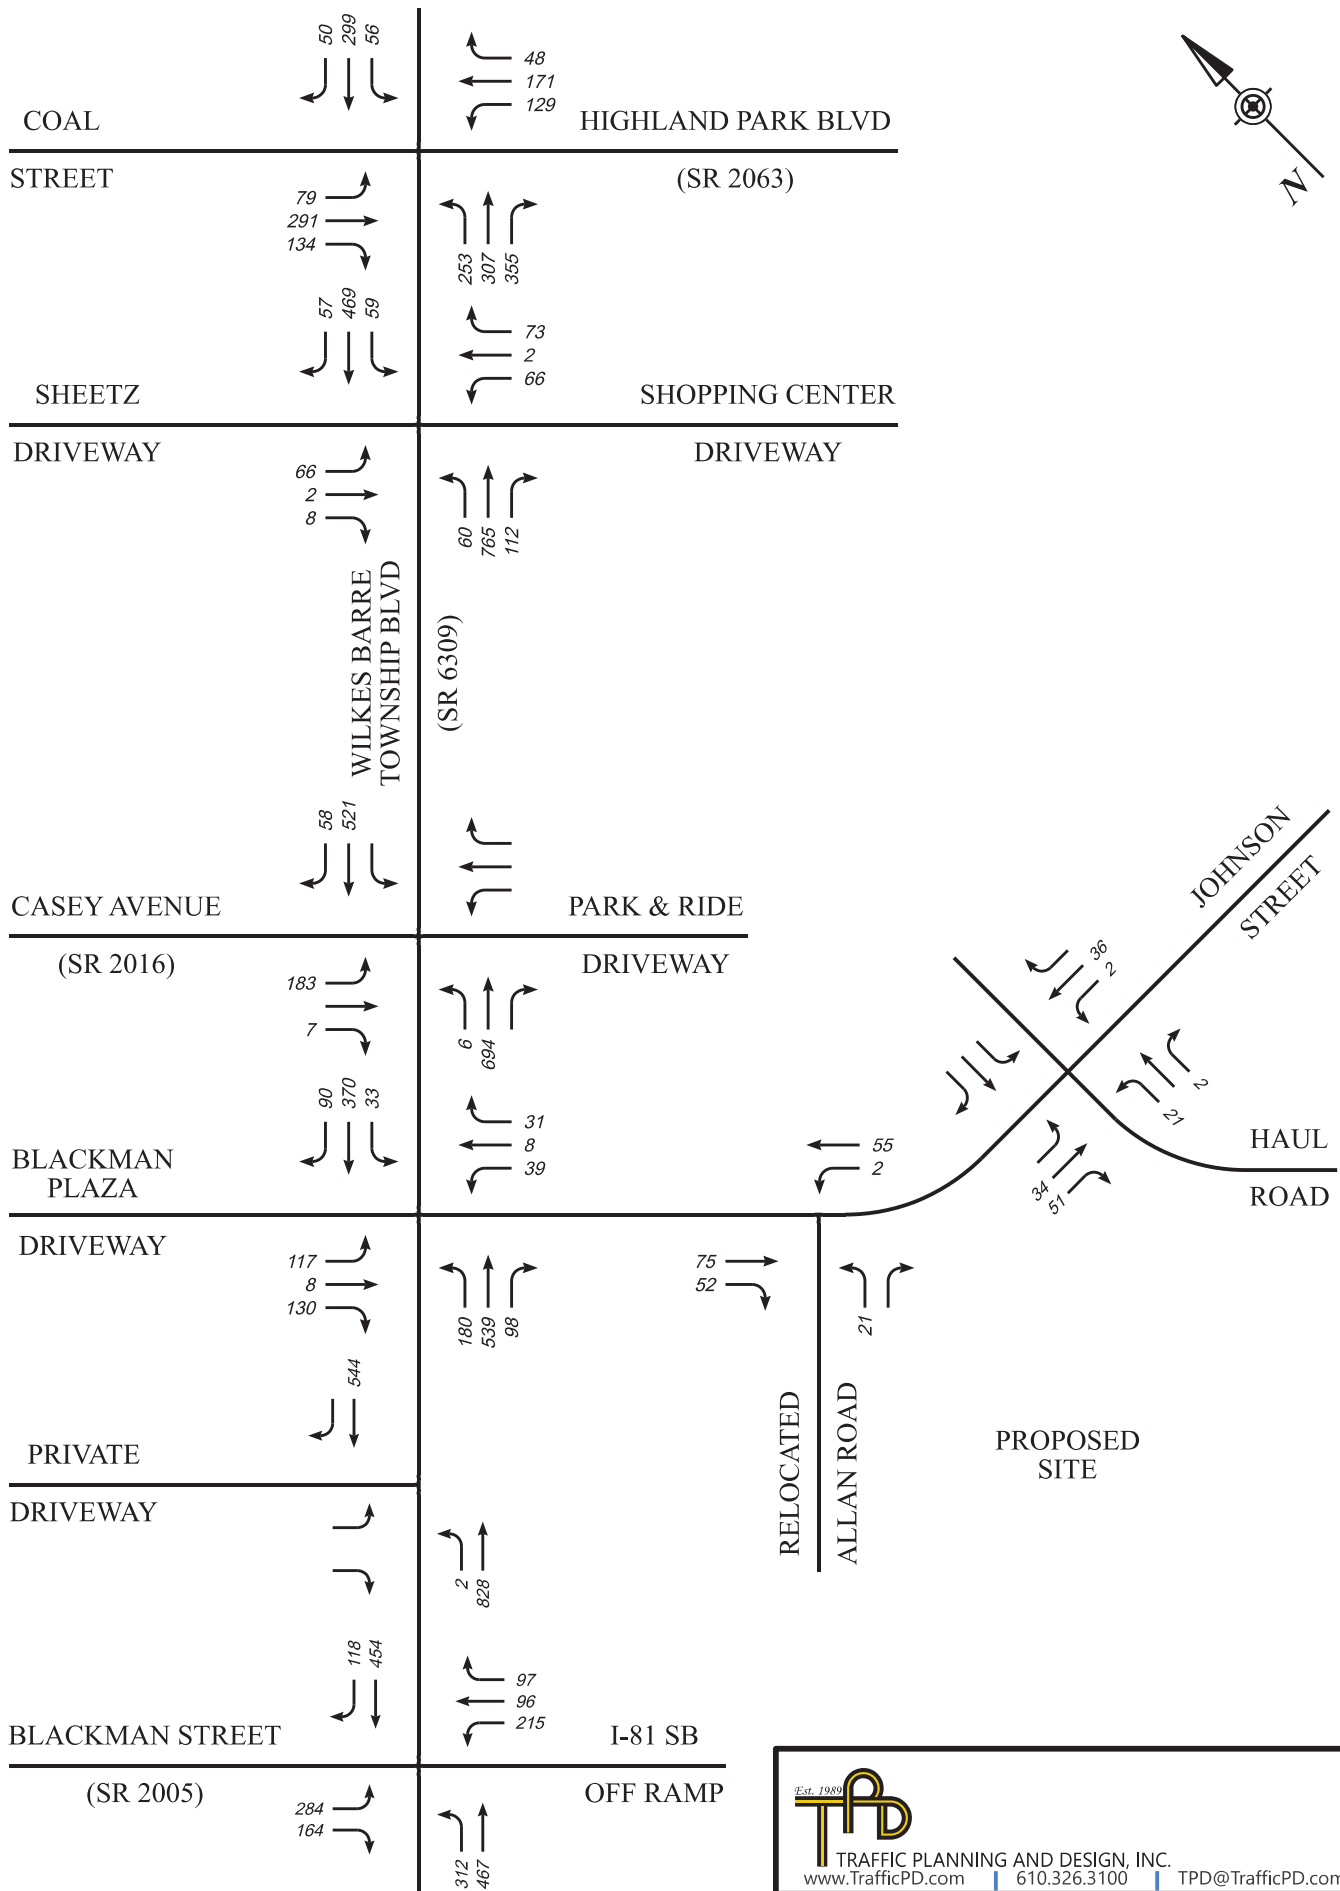 50 299 56
48
171
129
COAL
HIGHLAND PARK BLVD
STREET
(SR 2063)
79
291
134
253 307 355
57 469 59
73
2
66
SHEETZ
SHOPPING CENTER
DRIVEWAY
DRIVEWAY
66
2
8
60 765 112
WILKES BARRE
TOWNSHIP BLVD
(SR 6309)
58 521
CASEY AVENUE
PARK & RIDE
(SR 2016)
DRIVEWAY
183
7
6 694
90 370 33
31
8
39
BLACKMAN
PLAZA
DRIVEWAY
117
8
130
180 539 98
55
2
75
52
21
RELOCATED
ALLAN ROAD
JOHNSON
STREET
36
2
2
21
34
51
HAUL
ROAD
PROPOSED
SITE
544
PRIVATE
DRIVEWAY
2 828
118 454
97
96
215
BLACKMAN STREET
I-81 SB
(SR 2005)
OFF RAMP
284
164
312 467
N
Est. 1989
TPD
TRAFFIC PLANNING AND DESIGN, INC.
www.TrafficPD.com | 610.326.3100 | TPD@TrafficPD.com